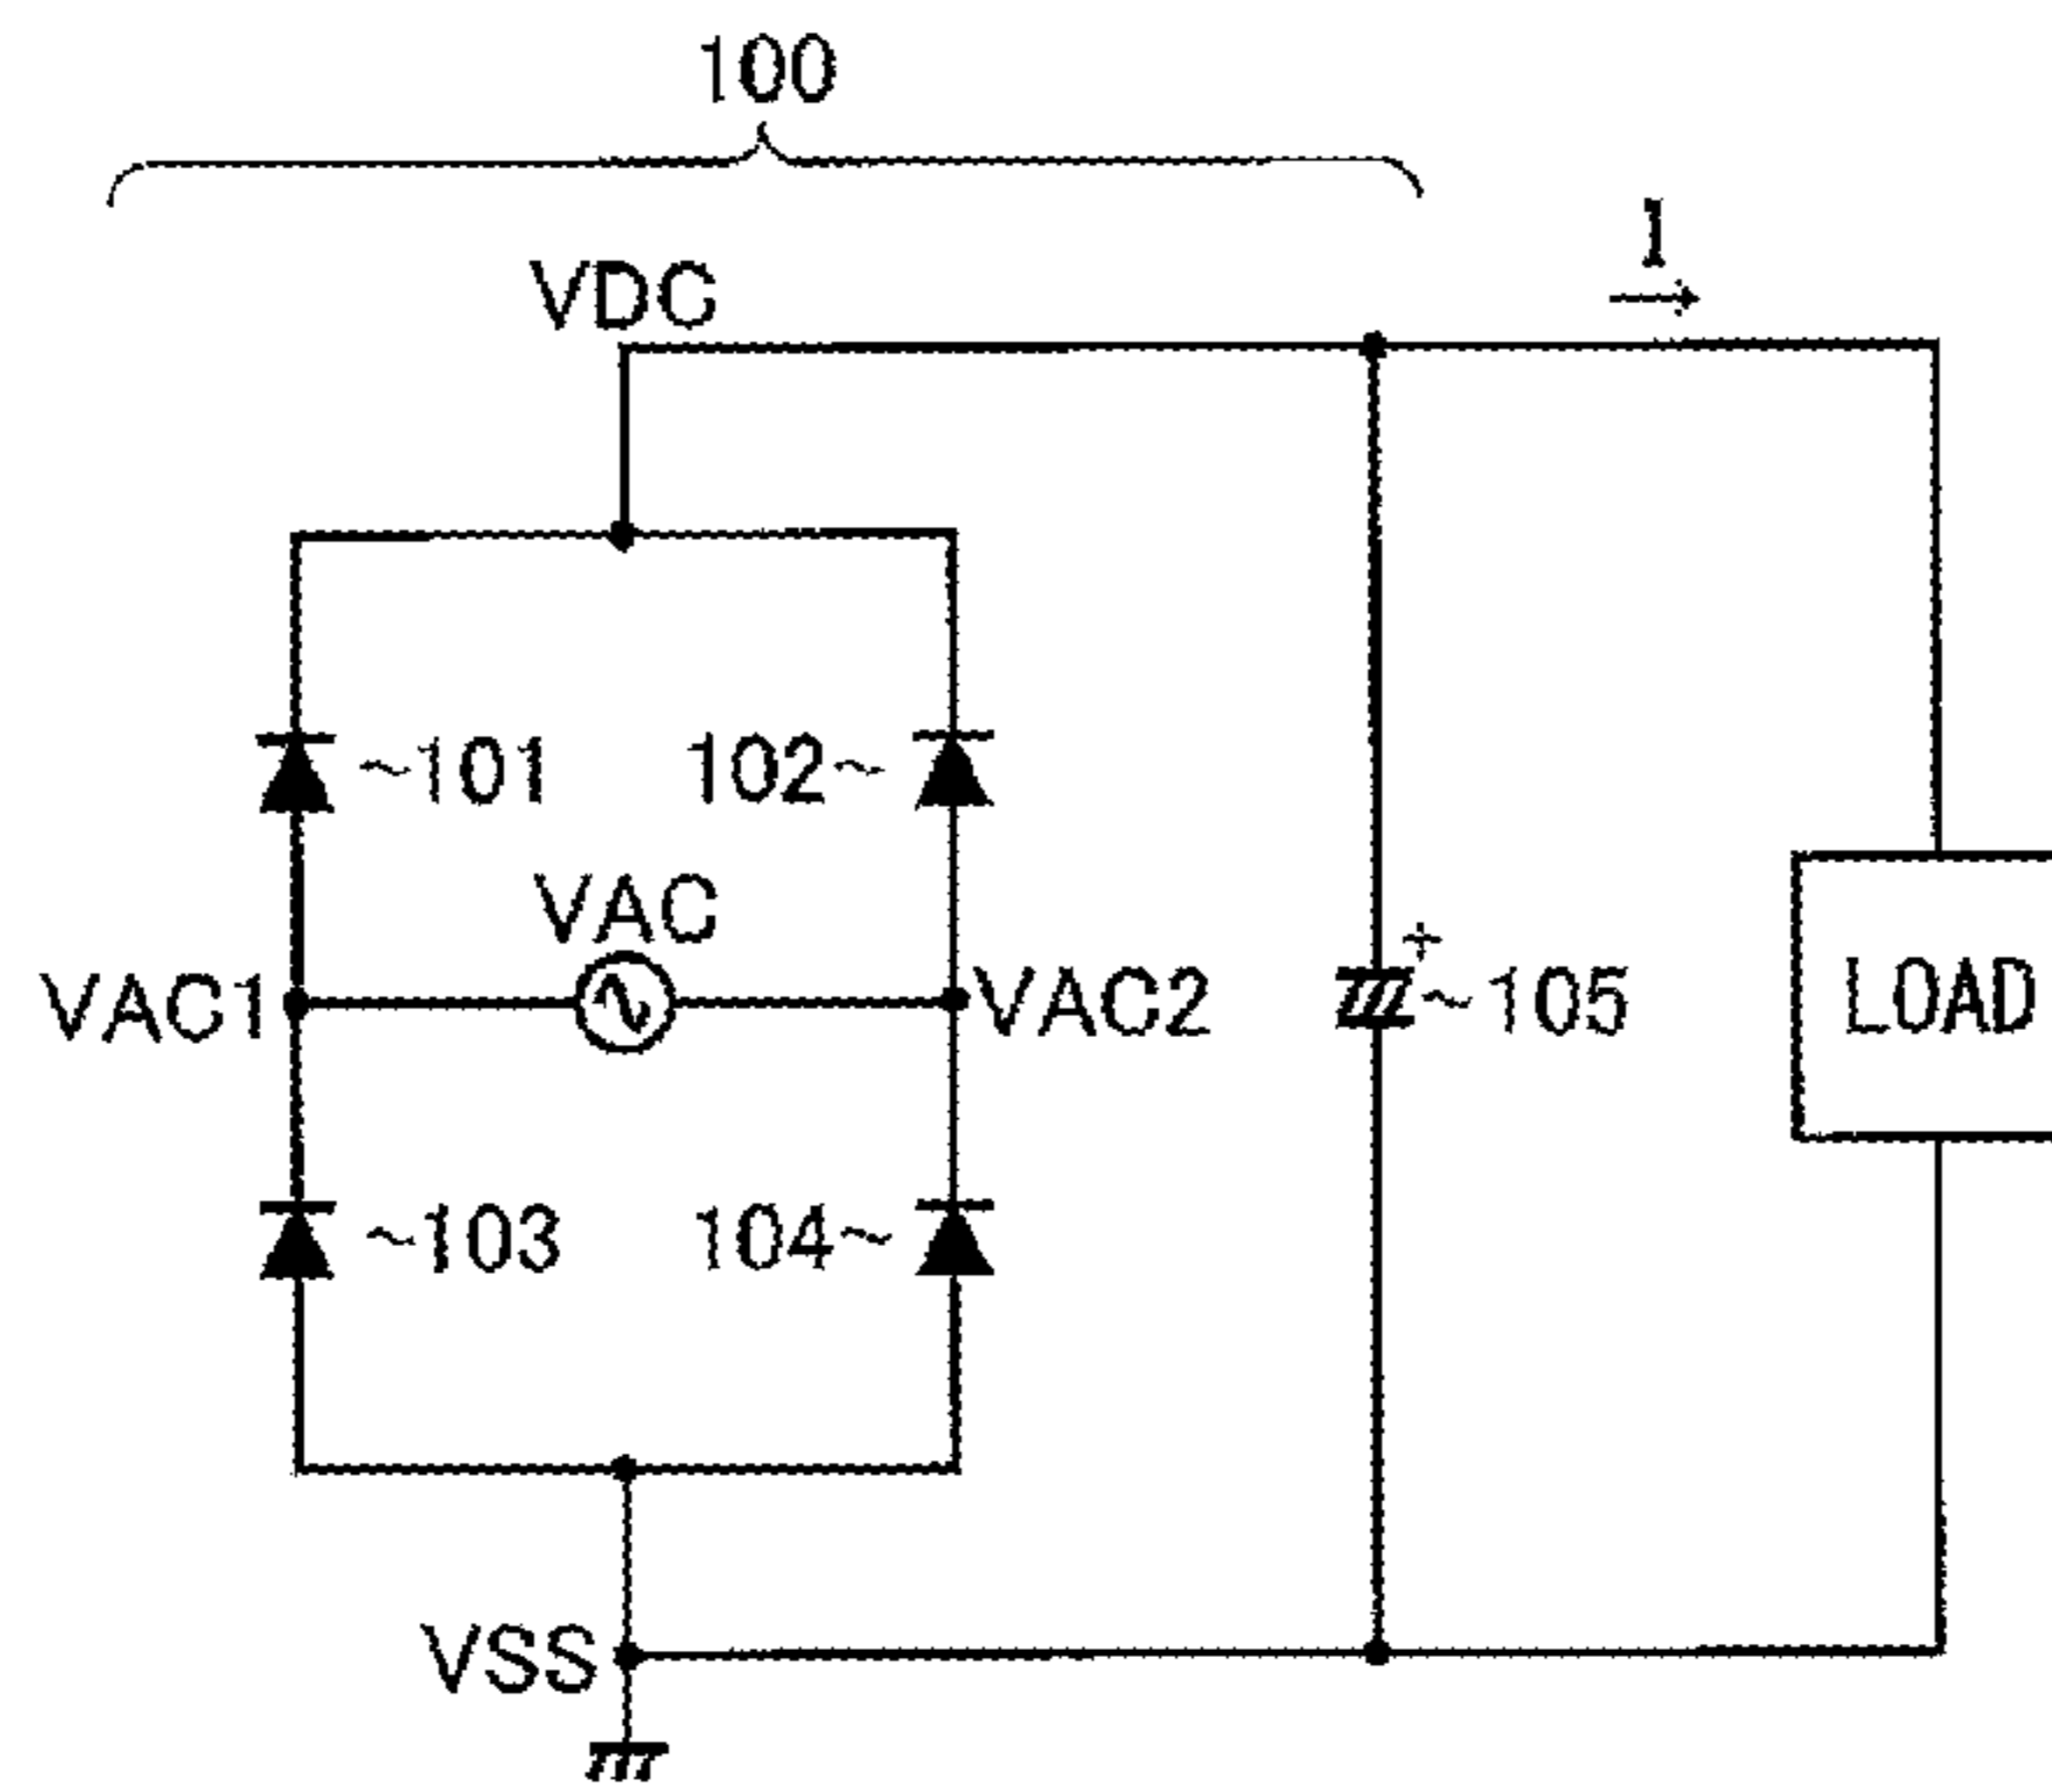 100
I
VDC
~101
102~
VAC
VAC1
VAC2
+
~105
LOAD
~103
104~
VSS